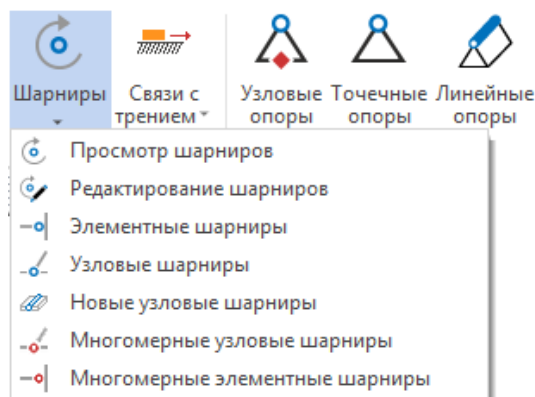 Шарниры
Связи с
трением
Узловые
опоры
Точечные
опоры
Линейные
опоры
Просмотр шарниров
Редактирование шарниров
Элементные шарниры
Узловые шарниры
Новые узловые шарниры
Многомерные узловые шарниры
Многомерные элементные шарниры